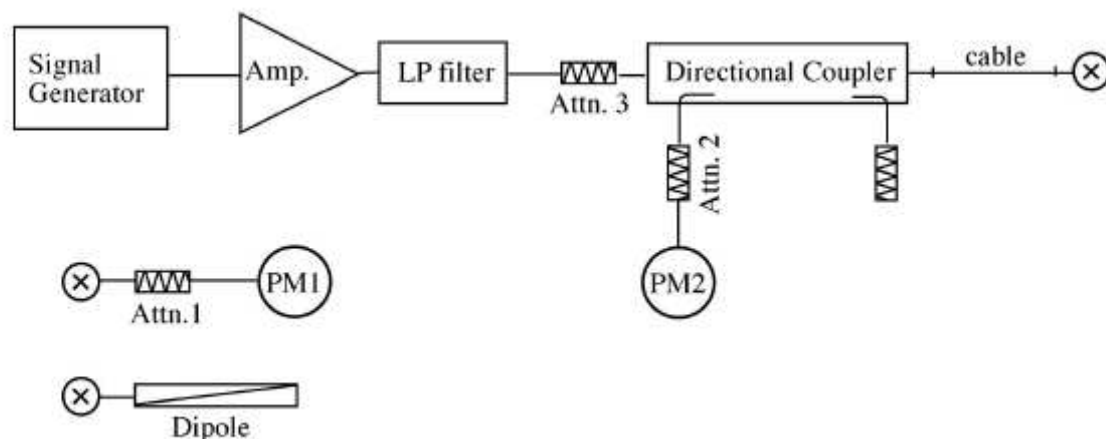 Signal
Generator
Amp.
LP filter
Attn. 3
Directional Coupler
cable
Attn. 2
Attn.1
PM1
PM2
Dipole